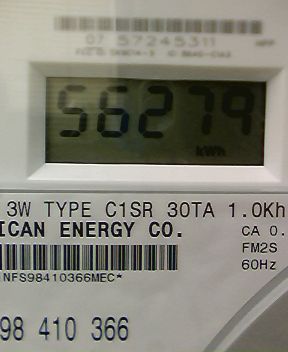 07 57245311
56279
kWh
3W TYPE C1SR 30TA 1.0Kh
ICAN ENERGY CO.
CA 0.
FM2S
60Hz
NFS98410366MEC*
98 410 366